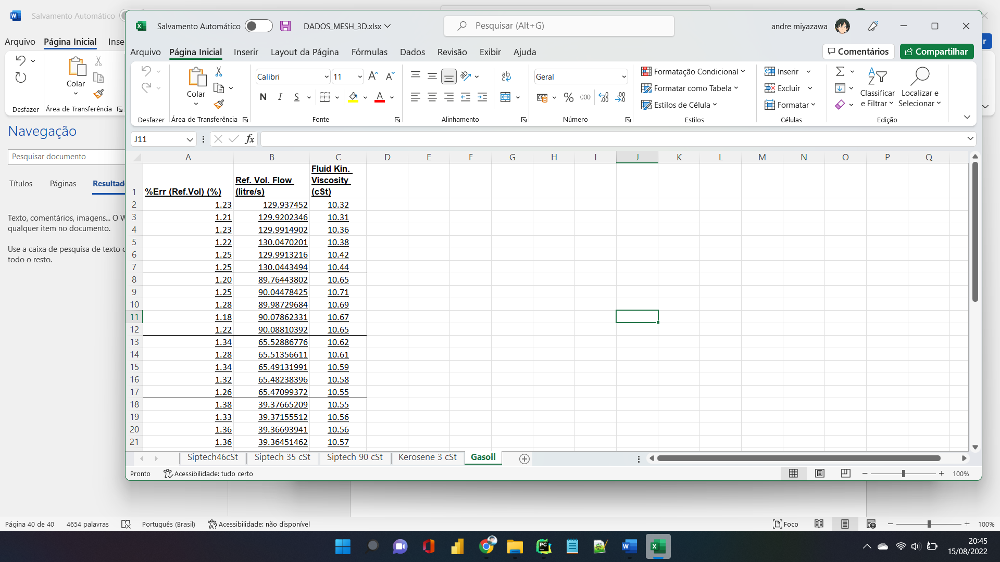 Salvamento Automático
Arquivo Página Inicial Inse
Colar
Desfazer Área de Transferência
Navegação
Pesquisar documento
Títulos Páginas Resultad
Texto, comentários, imagens... O W
qualquer item no documento.
Use a caixa de pesquisa de texto
todo o resto.
Salvamento Automático DADOS_MESH_3D.xlsx Pesquisar (Alt+G) andre miyazawa
Arquivo Página Inicial Inserir Layout da Página Fórmulas Dados Revisão Exibir Ajuda Comentários Compartilhar
Colar
Desfazer Área de Transferência
Calibri 11
N I S
Fonte
Alinhamento
Geral
% 000
Número
Formatação Condicional
Formatar como Tabela
Estilos de Célula
Estilos
Inserir
Excluir
Formatar
Células
Classificar
e Filtrar
Localizar e
Selecionar
Edição
J11 fx
A B C D E F G H I J K L M N O P Q
1 %Err (Ref.Vol) (%) Ref. Vol. Flow (litre/s) Fluid Kin. Viscosity (cSt)
2 1.23 129.937452 10.32
3 1.21 129.9202346 10.31
4 1.23 129.9914902 10.36
5 1.22 130.0470201 10.38
6 1.25 129.9913216 10.42
7 1.25 130.0443494 10.44
8 1.20 89.76443802 10.65
9 1.25 90.04478425 10.71
10 1.28 89.98729684 10.69
11 1.18 90.07862331 10.67
12 1.22 90.08810392 10.65
13 1.34 65.52886776 10.62
14 1.28 65.51356611 10.61
15 1.34 65.49131991 10.59
16 1.32 65.48238396 10.58
17 1.26 65.47099372 10.55
18 1.38 39.37665209 10.55
19 1.33 39.37155512 10.56
20 1.36 39.36693941 10.56
21 1.36 39.36451462 10.57
Siptech46cSt Siptech 35 cSt Siptech 90 cSt Kerosene 3 cSt Gasoil
Pronto Acessibilidade: tudo certo 100%
Página 40 de 40 4654 palavras Português (Brasil) Acessibilidade: não disponível Foco 100%
20:45
15/08/2022